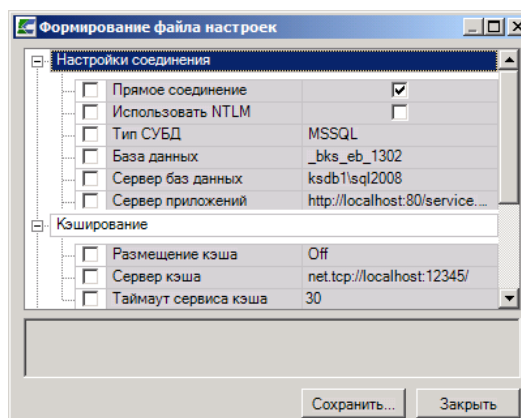 Формирование файла настроек
Настройки соединения
Прямое соединение
Использовать NTLM
Тип СУБД MSSQL
База данных _bks_eb_1302
Сервер баз данных ksdb1\sql2008
Сервер приложений http://localhost:80/service....
Кэширование
Размещение кэша Off
Сервер кэша net.tcp://localhost:12345/
Таймаут сервиса кэша 30
Сохранить... Закрыть